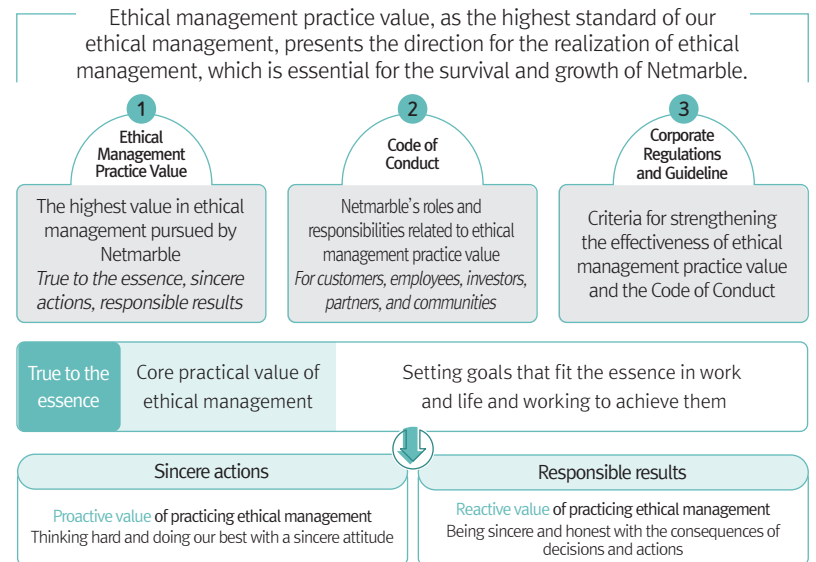 Ethical management practice value, as the highest standard of our
ethical management, presents the direction for the realization of ethical
management, which is essential for the survival and growth of Netmarble.
1
Ethical
Management
Practice Value
The highest value in ethical
management pursued by
Netmarble
True to the essence, sincere
actions, responsible results
2
Code of
Conduct
Netmarble's roles and
responsibilities related to ethical
management practice value
For customers, employees, investors,
partners, and communities
3
Corporate
Regulations
and Guideline
Criteria for strengthening
the effectiveness of ethical
management practice value
and the Code of Conduct
True to the
essence
Core practical value of
ethical management
Setting goals that fit the essence in work
and life and working to achieve them
Sincere actions
Proactive value of practicing ethical management
Thinking hard and doing our best with a sincere attitude
Responsible results
Reactive value of practicing ethical management
Being sincere and honest with the consequences of
decisions and actions